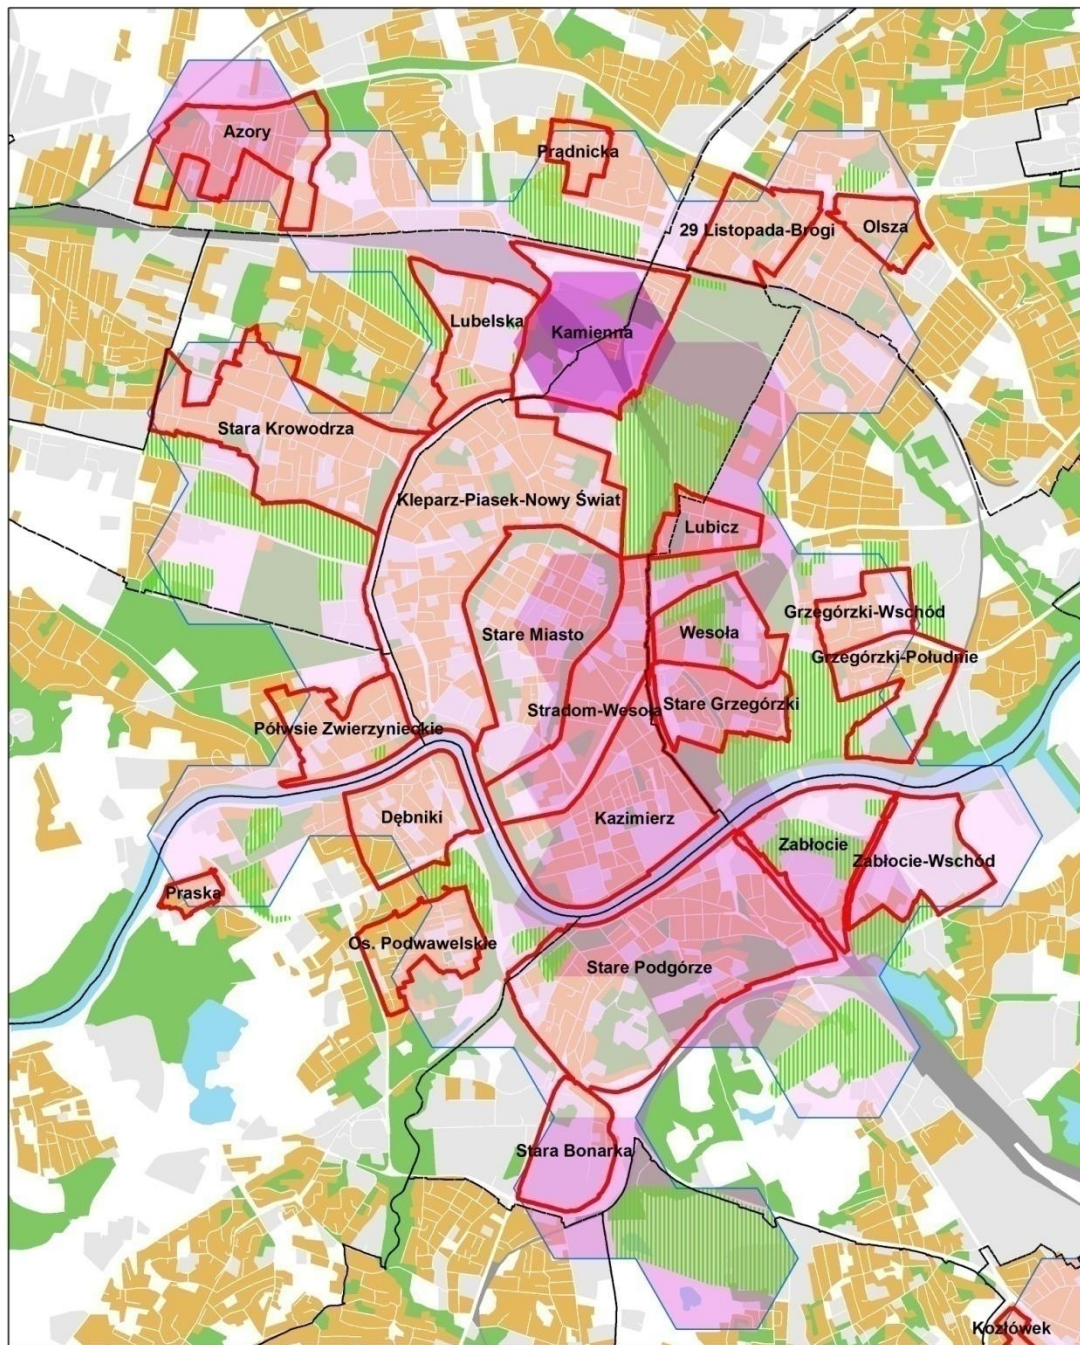 Azory
Prądnicka
29 Listopada-Brogi
Olsza
Lubelska
Kamienna
Stara Krowodrza
Kleparz-Piasek-Nowy Świat
Lubicz
Stare Miasto
Wesoła
Grzegórzki-Wschód
Grzegórzki-Południe
Stradom-Wesoła
Stare Grzegórzki
Półwsie Zwierzynieckie
Dębniki
Kazimierz
Zabłocie
Zabłocie-Wschód
Praska
Os. Podwawelskie
Stare Podgórze
Stara Bonarka
Kozłówek